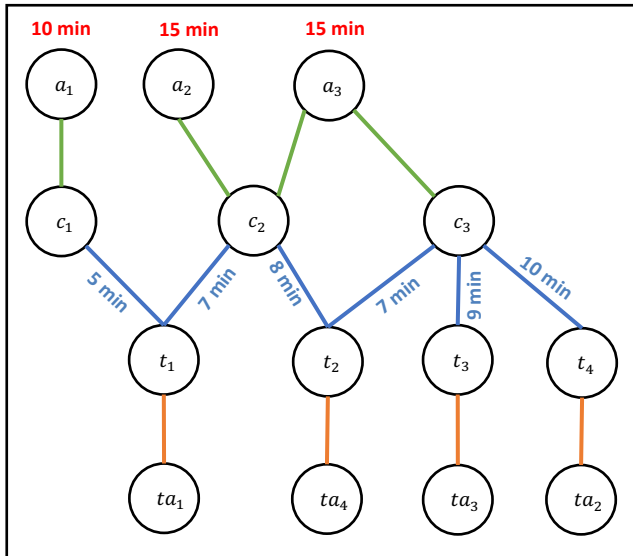 10 min 15 min 15 min
a₁ a₂ a₃
c₁ c₂ c₃
5 min 7 min 8 min 7 min 9 min 10 min
t₁ t₂ t₃ t₄
ta₁ ta₄ ta₃ ta₂